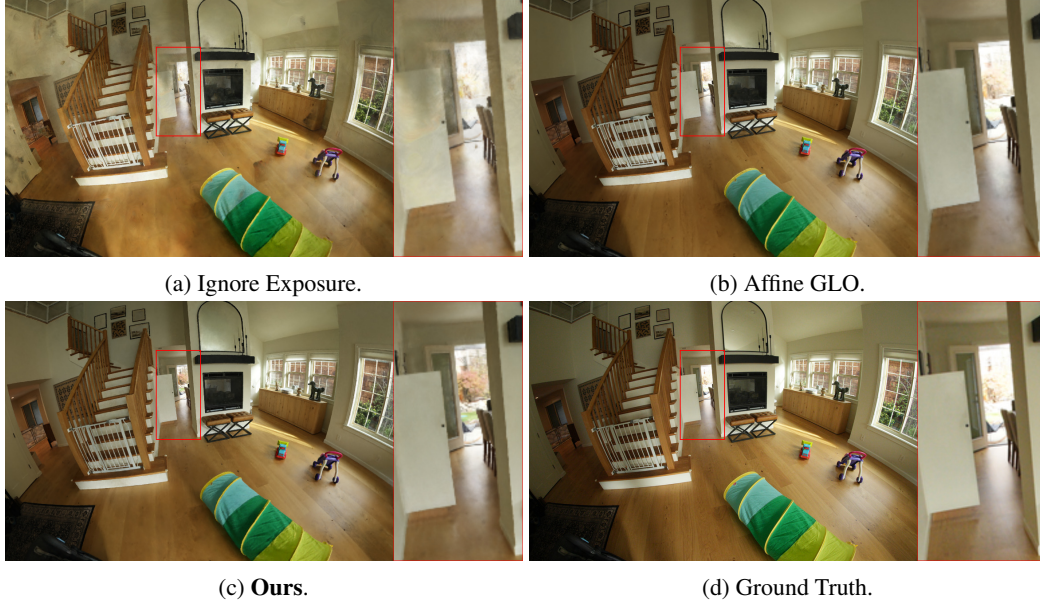 (a) Ignore Exposure.
(b) Affine GLO.
(c) Ours.
(d) Ground Truth.